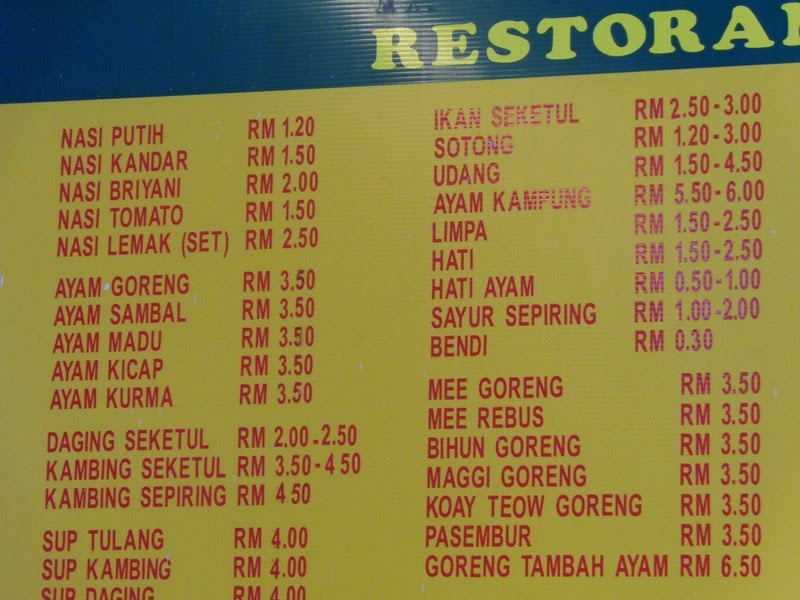 RESTORAN
NASI PUTIH RM 1.20
NASI KANDAR RM 1.50
NASI BRIYANI RM 2.00
NASI TOMATO RM 1.50
NASI LEMAK (SET) RM 2.50
AYAM GORENG RM 3.50
AYAM SAMBAL RM 3.50
AYAM MADU RM 3.50
AYAM KICAP RM 3.50
AYAM KURMA RM 3.50
DAGING SEKETUL RM 2.00-2.50
KAMBING SEKETUL RM 3.50-4 50
KAMBING SEPIRING RM 4.50
SUP TULANG RM 4.00
SUP KAMBING RM 4.00
SUP DAGING RM 4.00
IKAN SEKETUL RM 2.50-3.00
SOTONG RM 1.20-3.00
UDANG RM 1.50-4.50
AYAM KAMPUNG RM 5.50-6.00
LIMPA RM 1.50-2.50
HATI RM 1.50-2.50
HATI AYAM RM 0.50-1.00
SAYUR SEPIRING RM 1.00-2.00
BENDI RM 0.30
MEE GORENG RM 3.50
MEE REBUS RM 3.50
BIHUN GORENG RM 3.50
MAGGI GORENG RM 3.50
KOAY TEOW GORENG RM 3.50
PASEMBUR RM 3.50
GORENG TAMBAH AYAM RM 6.50